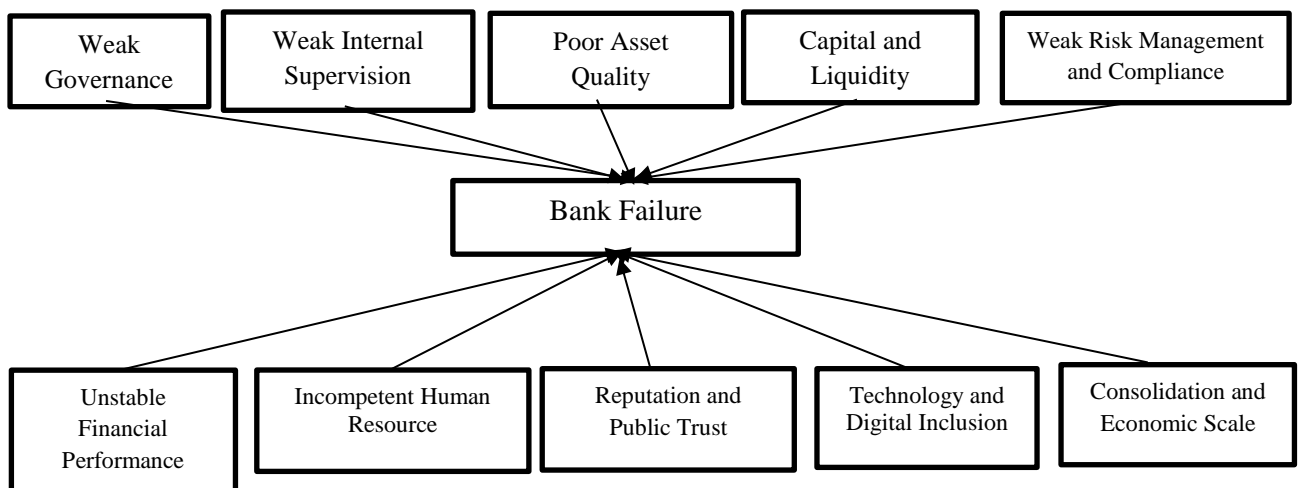 Weak
Governance
Weak Internal
Supervision
Poor Asset
Quality
Capital and
Liquidity
Weak Risk Management
and Compliance
Bank Failure
Unstable
Financial
Performance
Incompetent Human
Resource
Reputation and
Public Trust
Technology and
Digital Inclusion
Consolidation and
Economic Scale